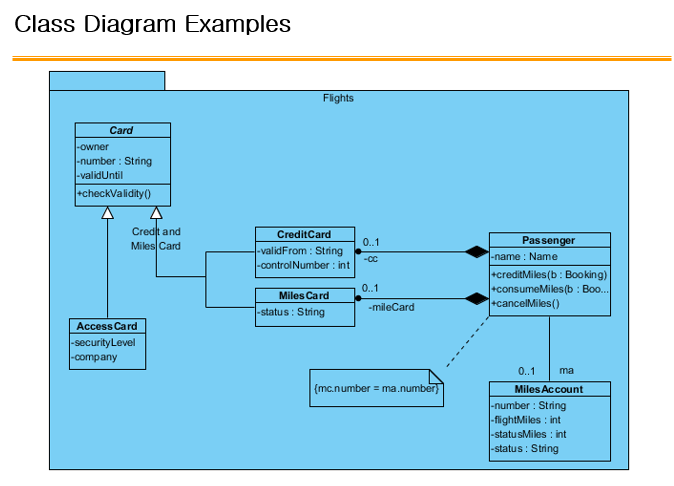 Class Diagram Examples
Flights
Card
-owner
-number : String
-validUntil
+checkValidity()
Credit and
Miles Card
CreditCard
-validFrom : String
-controlNumber : int
0..1
-cc
Passenger
-name : Name
+creditMiles(b : Booking)
+consumeMiles(b : Boo...
+cancelMiles()
MilesCard
-status : String
0..1
-mileCard
AccessCard
-securityLevel
-company
{mc.number = ma.number}
0..1
ma
MilesAccount
-number : String
-flightMiles : int
-statusMiles : int
-status : String